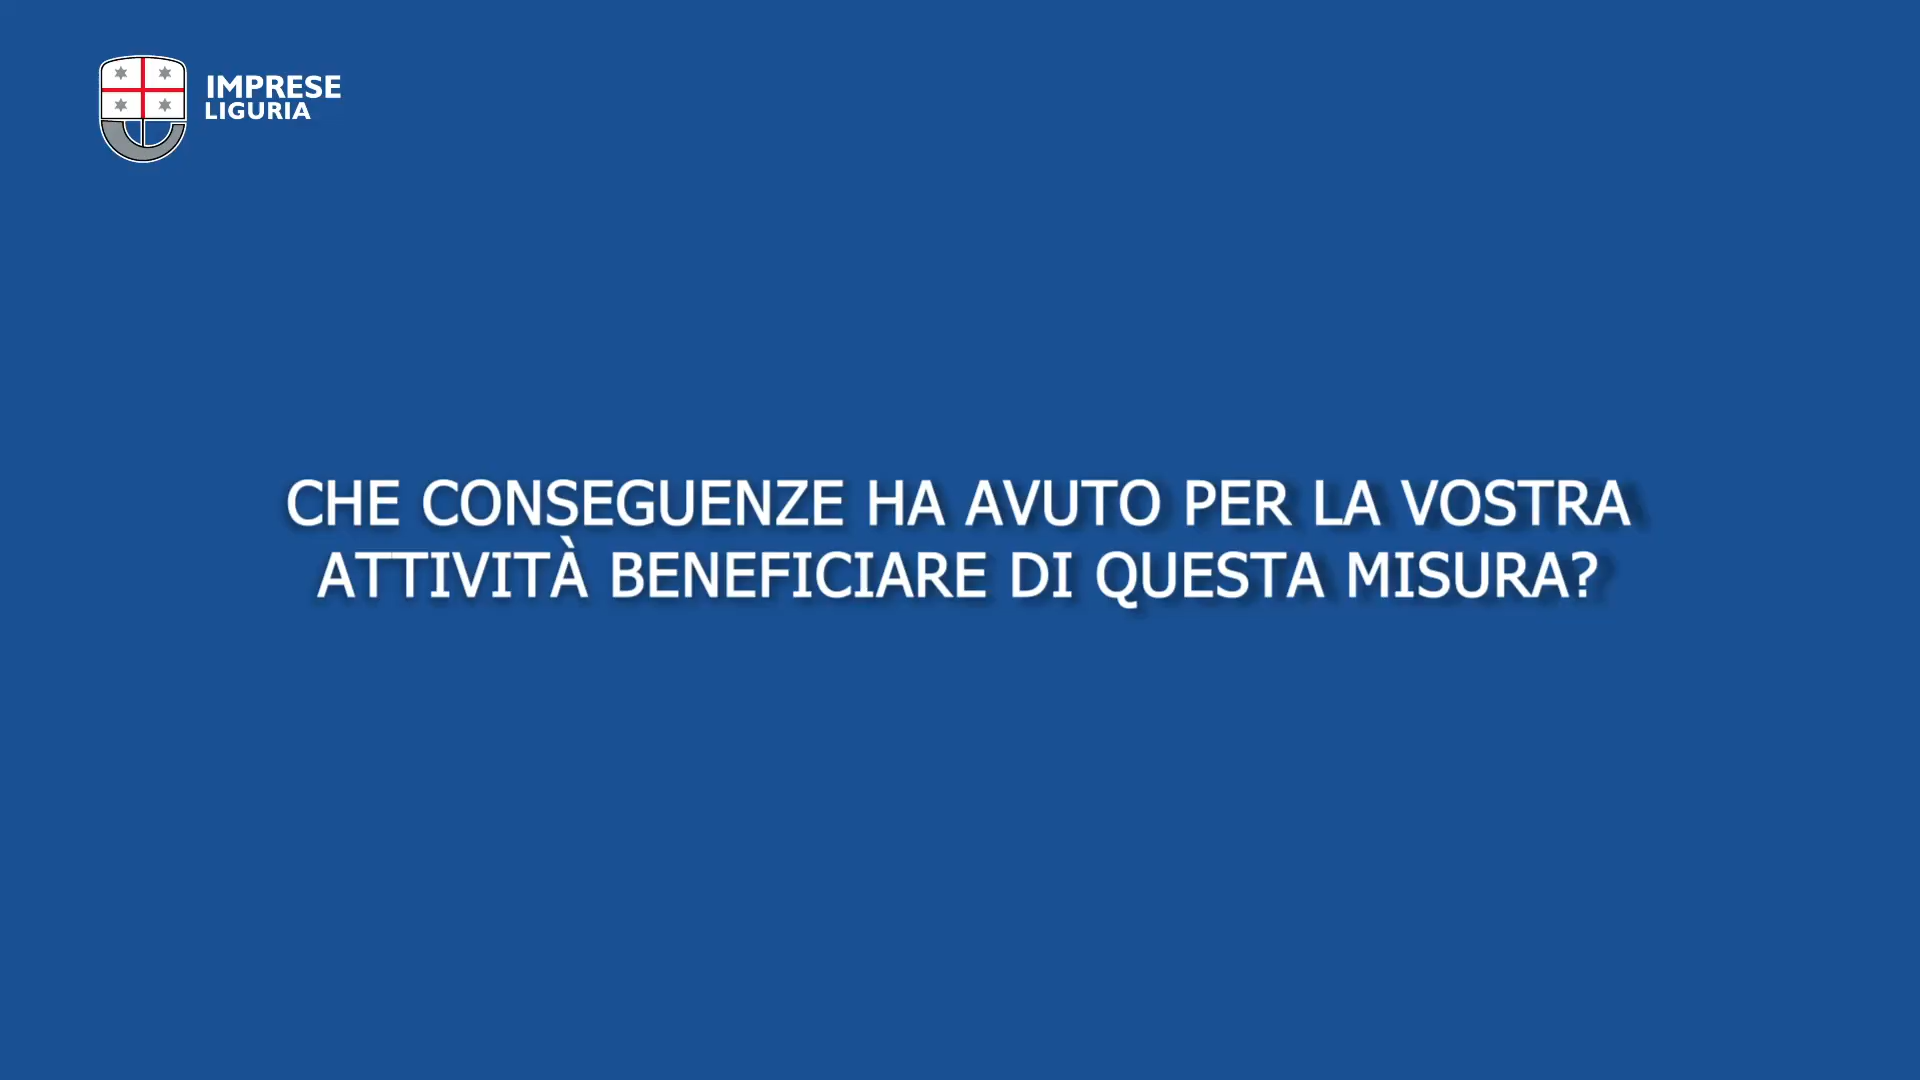 IMPRESE
LIGURIA
CHE CONSEGUENZE HA AVUTO PER LA VOSTRA
ATTIVITÀ BENEFICIARE DI QUESTA MISURA?